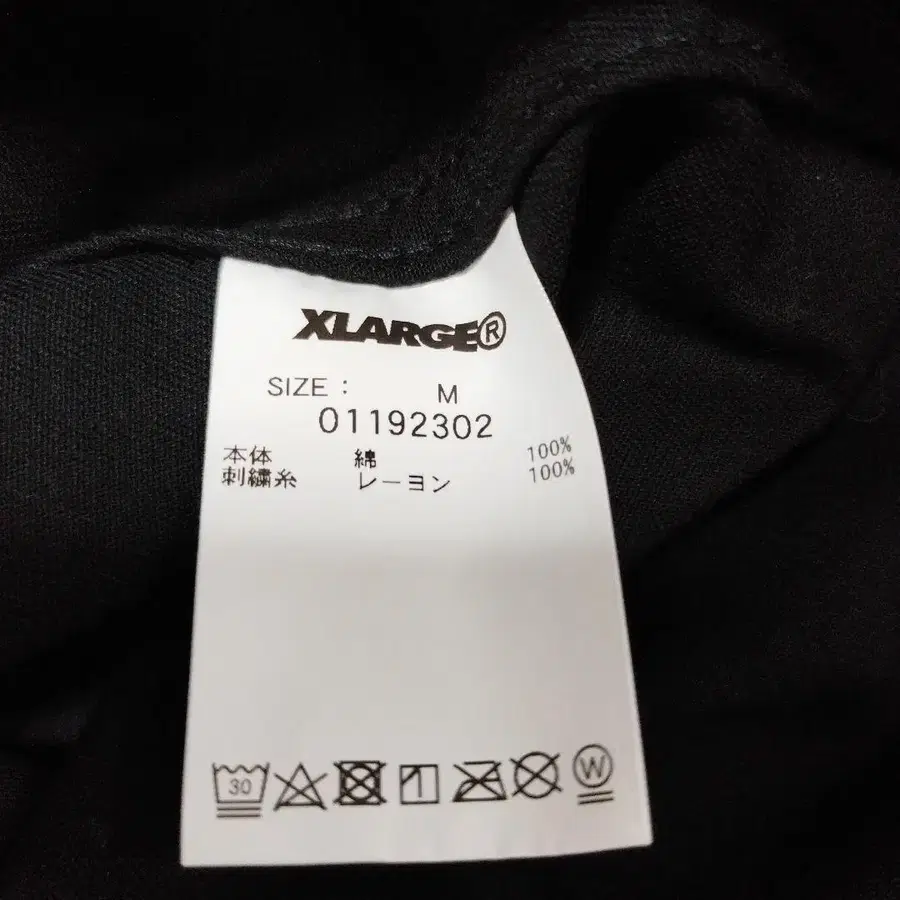 XLARGE®
SIZE : M
01192302
本体 綿 100%
刺繍糸 レーヨン 100%
30 W